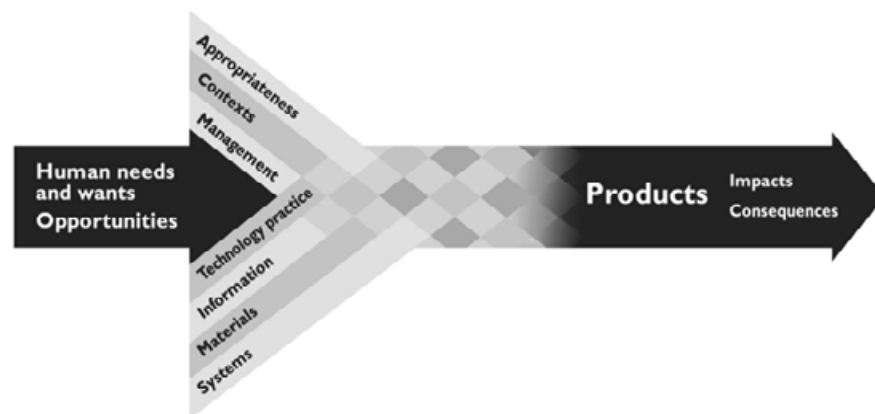 Human needs
and wants
Opportunities
Appropriateness
Contexts
Management
Technology practice
Information
Materials
Systems
Products
Impacts
Consequences